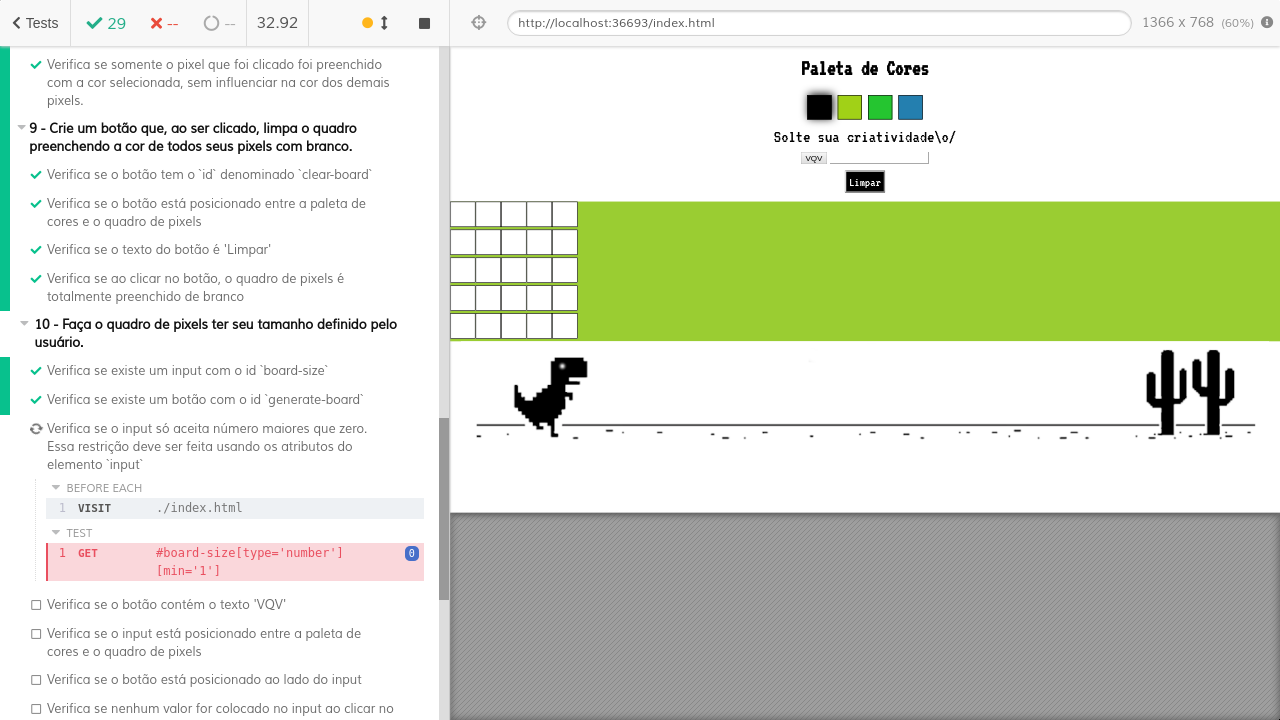 Tests
29
--
--
32.92
http://localhost:36693/index.html
1366 x 768 (60%)
Verifica se somente o pixel que foi clicado foi preenchido
com a cor selecionada, sem influenciar na cor dos demais
pixels.
9 - Crie um botão que, ao ser clicado, limpa o quadro
preenchendo a cor de todos seus pixels com branco.
Verifica se o botão tem o `id` denominado `clear-board`
Verifica se o botão está posicionado entre a paleta de
cores e o quadro de pixels
Verifica se o texto do botão é 'Limpar'
Verifica se ao clicar no botão, o quadro de pixels é
totalmente preenchido de branco
10 - Faça o quadro de pixels ter seu tamanho definido pelo
usuário.
Verifica se existe um input com o id `board-size`
Verifica se existe um botão com o id `generate-board`
Verifica se o input só aceita número maiores que zero.
Essa restrição deve ser feita usando os atributos do
elemento `input`
BEFORE EACH
1 VISIT ./index.html
TEST
1 GET #board-size[type='number'] 0
[min='1']
Verifica se o botão contém o texto 'VQV'
Verifica se o input está posicionado entre a paleta de
cores e o quadro de pixels
Verifica se o botão está posicionado ao lado do input
Verifica se nenhum valor for colocado no input ao clicar no
Paleta de Cores
Solte sua criatividade\o/
VQV
Limpar